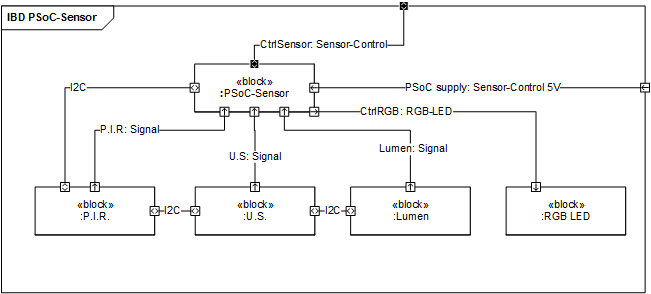 IBD PSoC-Sensor
CtrlSensor: Sensor-Control
«block»
:PSoC-Sensor
I2C
PSoC supply: Sensor-Control 5V
CtrlRGB: RGB-LED
P.I.R: Signal
U.S: Signal
Lumen: Signal
«block»
:P.I.R.
I2C
«block»
:U.S.
I2C
«block»
:Lumen
«block»
:RGB LED